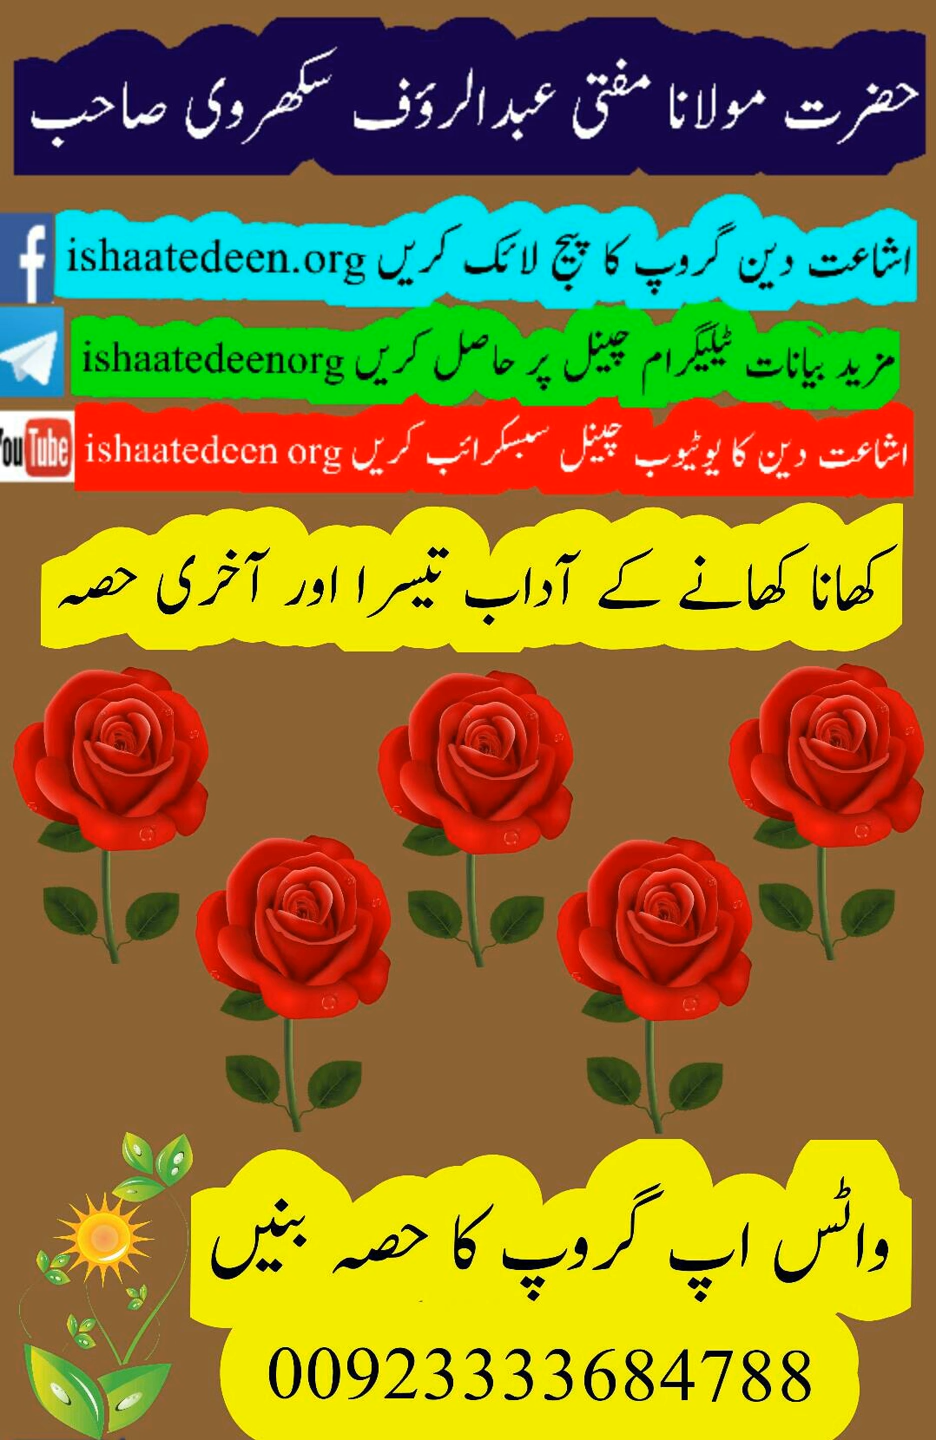 حضرت مولانا مفتی عبدالرؤف سکھروی صاحب
اشاعت دین گروپ کا پیج لائک کریں ishaatedeen.org
مزید بیانات ٹیلیگرام چینل پر حاصل کریں ishaatedeenorg
اشاعت دین کا یوٹیوب چینل سبسکرائب کریں ishaatedeen org
You Tube
کھانا کھانے کے آداب تیسرا اور آخری حصہ
واٹس اپ گروپ کا حصہ بنیں
00923333684788